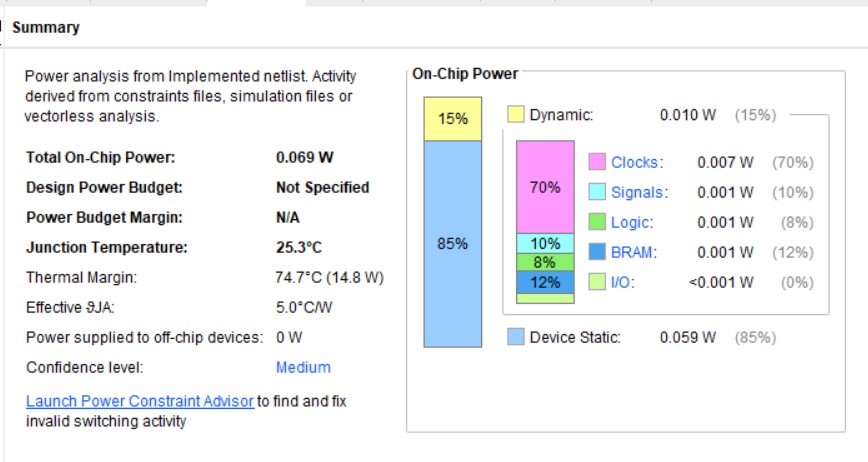 Summary
Power analysis from Implemented netlist. Activity
derived from constraints files, simulation files or
vectorless analysis.
Total On-Chip Power: 0.069 W
Design Power Budget: Not Specified
Power Budget Margin: N/A
Junction Temperature: 25.3°C
Thermal Margin: 74.7°C (14.8 W)
Effective ϑJA: 5.0°C/W
Power supplied to off-chip devices: 0 W
Confidence level: Medium
Launch Power Constraint Advisor to find and fix
invalid switching activity
On-Chip Power
15%
85%
Dynamic: 0.010 W (15%)
70%
10%
8%
12%
Clocks: 0.007 W (70%)
Signals: 0.001 W (10%)
Logic: 0.001 W (8%)
BRAM: 0.001 W (12%)
I/O: <0.001 W (0%)
Device Static: 0.059 W (85%)